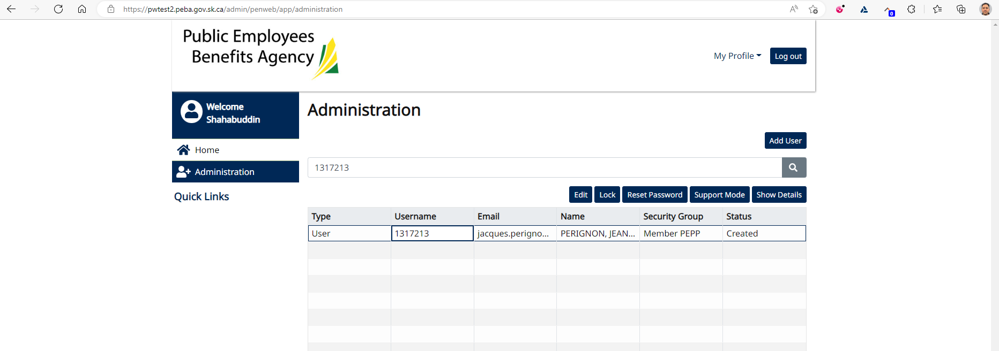 https://pwtest2.peba.gov.sk.ca/admin/penweb/app/administration
0
Public Employees
Benefits Agency
My Profile
Log out
Welcome
Shahabuddin
Home
Administration
Quick Links
Administration
Add User
1317213
Edit Lock Reset Password Support Mode Show Details
Type Username Email Name Security Group Status
User 1317213 jacques.perigno... PERIGNON, JEAN... Member PEPP Created